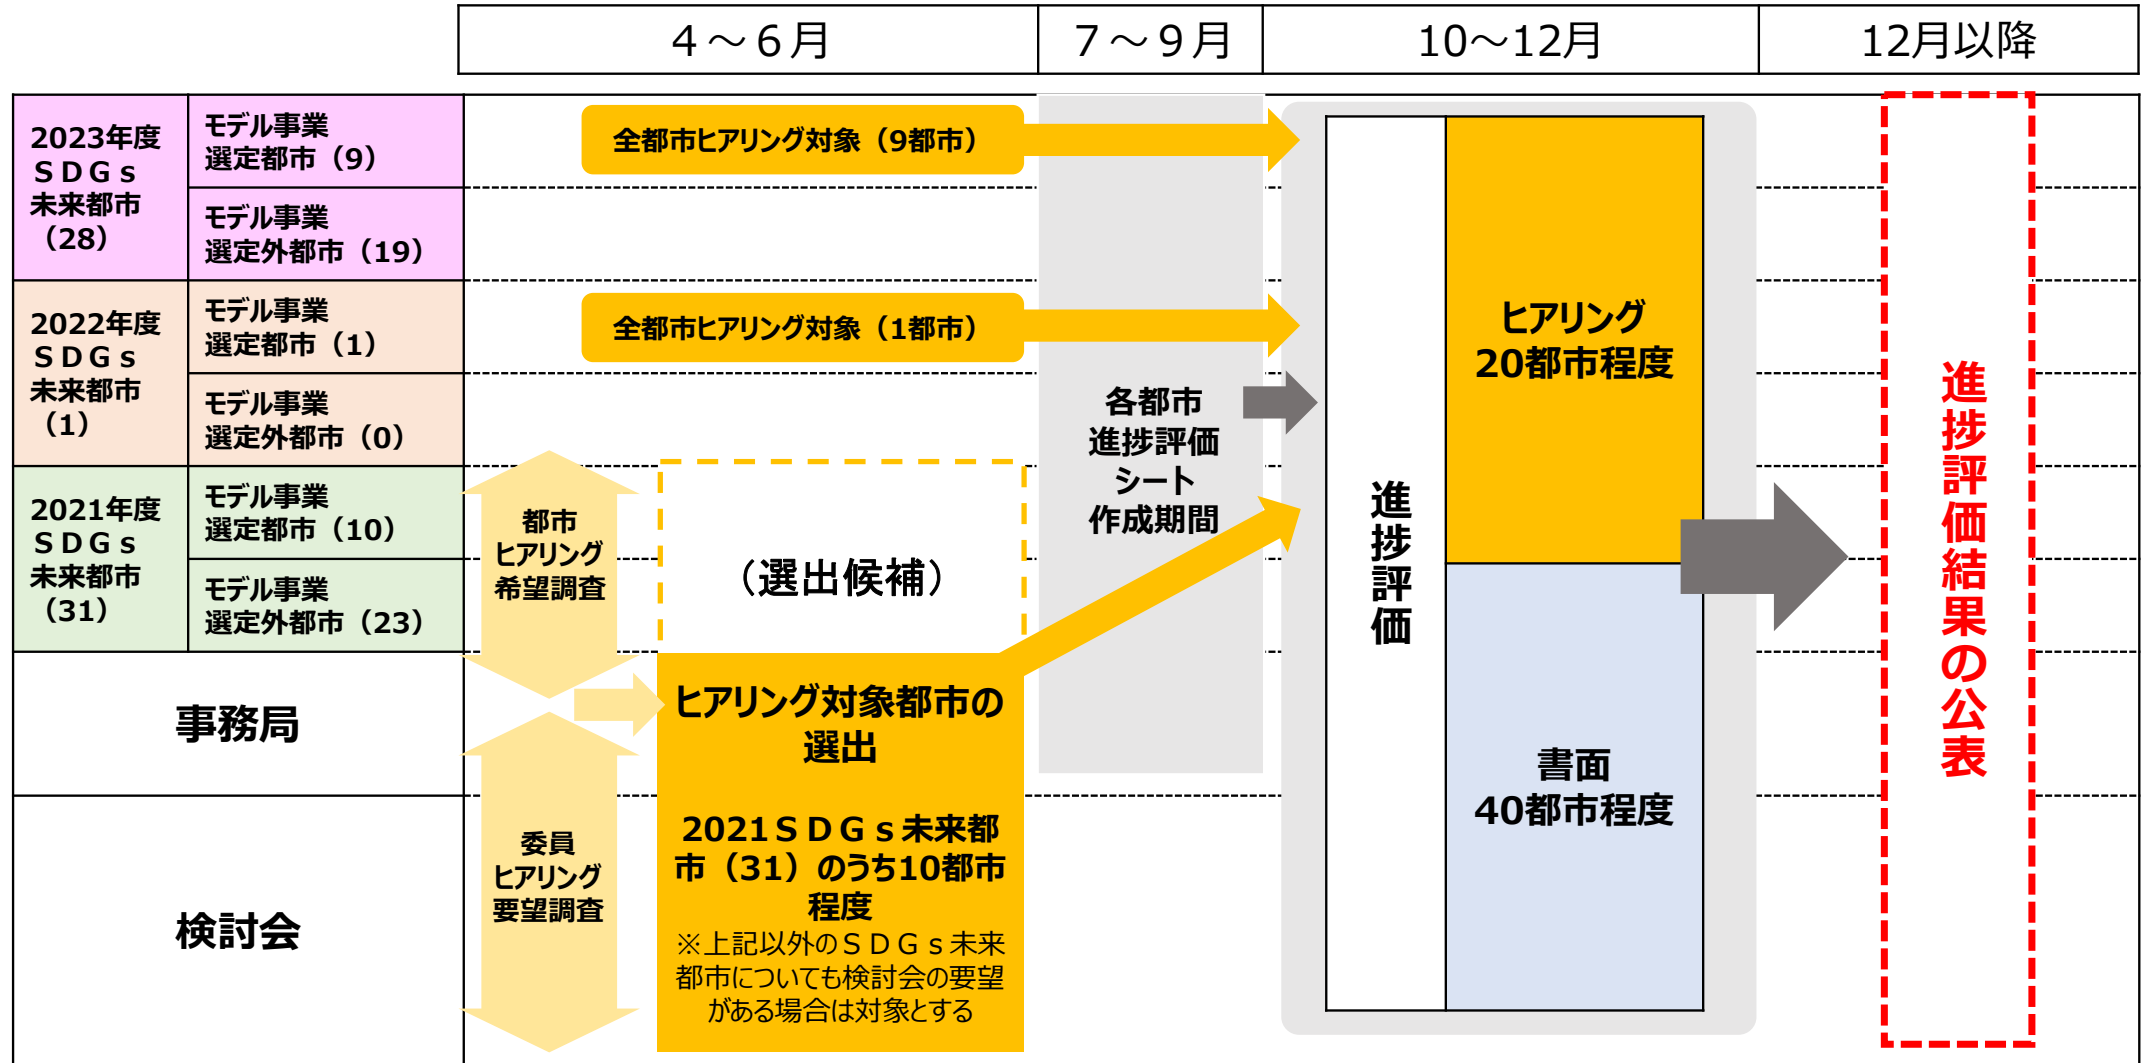 ４～６月
７～９月
10～12月
12月以降
2023年度
ＳＤＧｓ
未来都市
（28）
モデル事業
選定都市（9）
モデル事業
選定外都市（19）
全都市ヒアリング対象（9都市）
2022年度
ＳＤＧｓ
未来都市
（1）
モデル事業
選定都市（1）
モデル事業
選定外都市（0）
全都市ヒアリング対象（1都市）
2021年度
ＳＤＧｓ
未来都市
（31）
モデル事業
選定都市（10）
モデル事業
選定外都市（23）
都市
ヒアリング
希望調査
（選出候補）
事務局
検討会
委員
ヒアリング
要望調査
ヒアリング対象都市の
選出
2021ＳＤＧｓ未来都
市（31）のうち10都市
程度
※上記以外のＳＤＧｓ未来
都市についても検討会の要望
がある場合は対象とする
各都市
進捗評価
シート
作成期間
進捗評価
ヒアリング
20都市程度
書面
40都市程度
進捗評価結果の公表